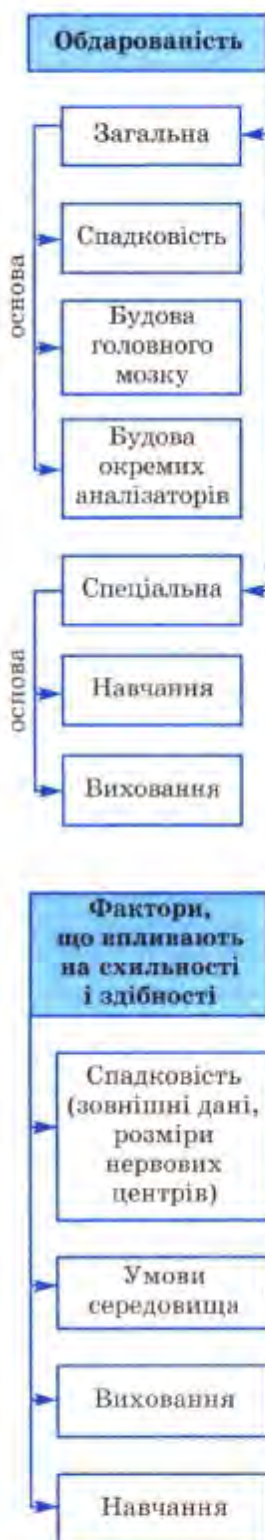 Обдарованість
Загальна
основа
Спадковість
Будова
головного
мозку
Будова
окремих
аналізаторів
Спеціальна
основа
Навчання
Виховання
Фактори,
що впливають
на схильності
і здібності
Спадковість
(зовнішні дані,
розміри
нервових
центрів)
Умови
середовища
Виховання
Навчання